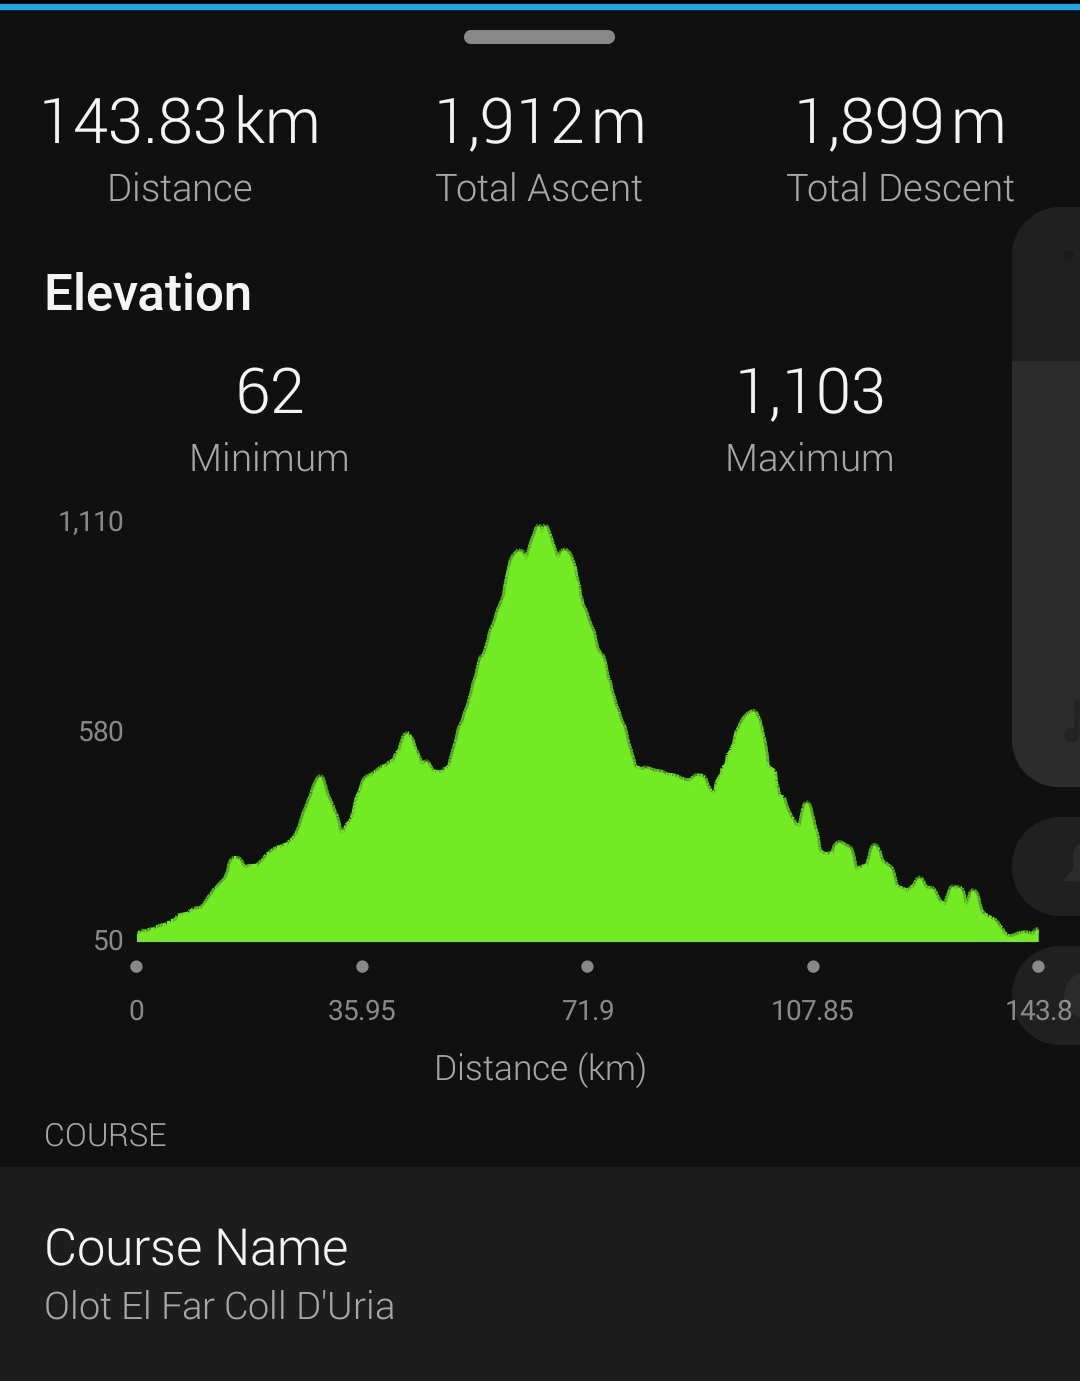 143.83 km 1,912 m 1,899 m
Distance Total Ascent Total Descent
Elevation
62 1,103
Minimum Maximum
1,110
580
50
0 35.95 71.9 107.85 143.8
Distance (km)
COURSE
Course Name
Olot El Far Coll D'Uria